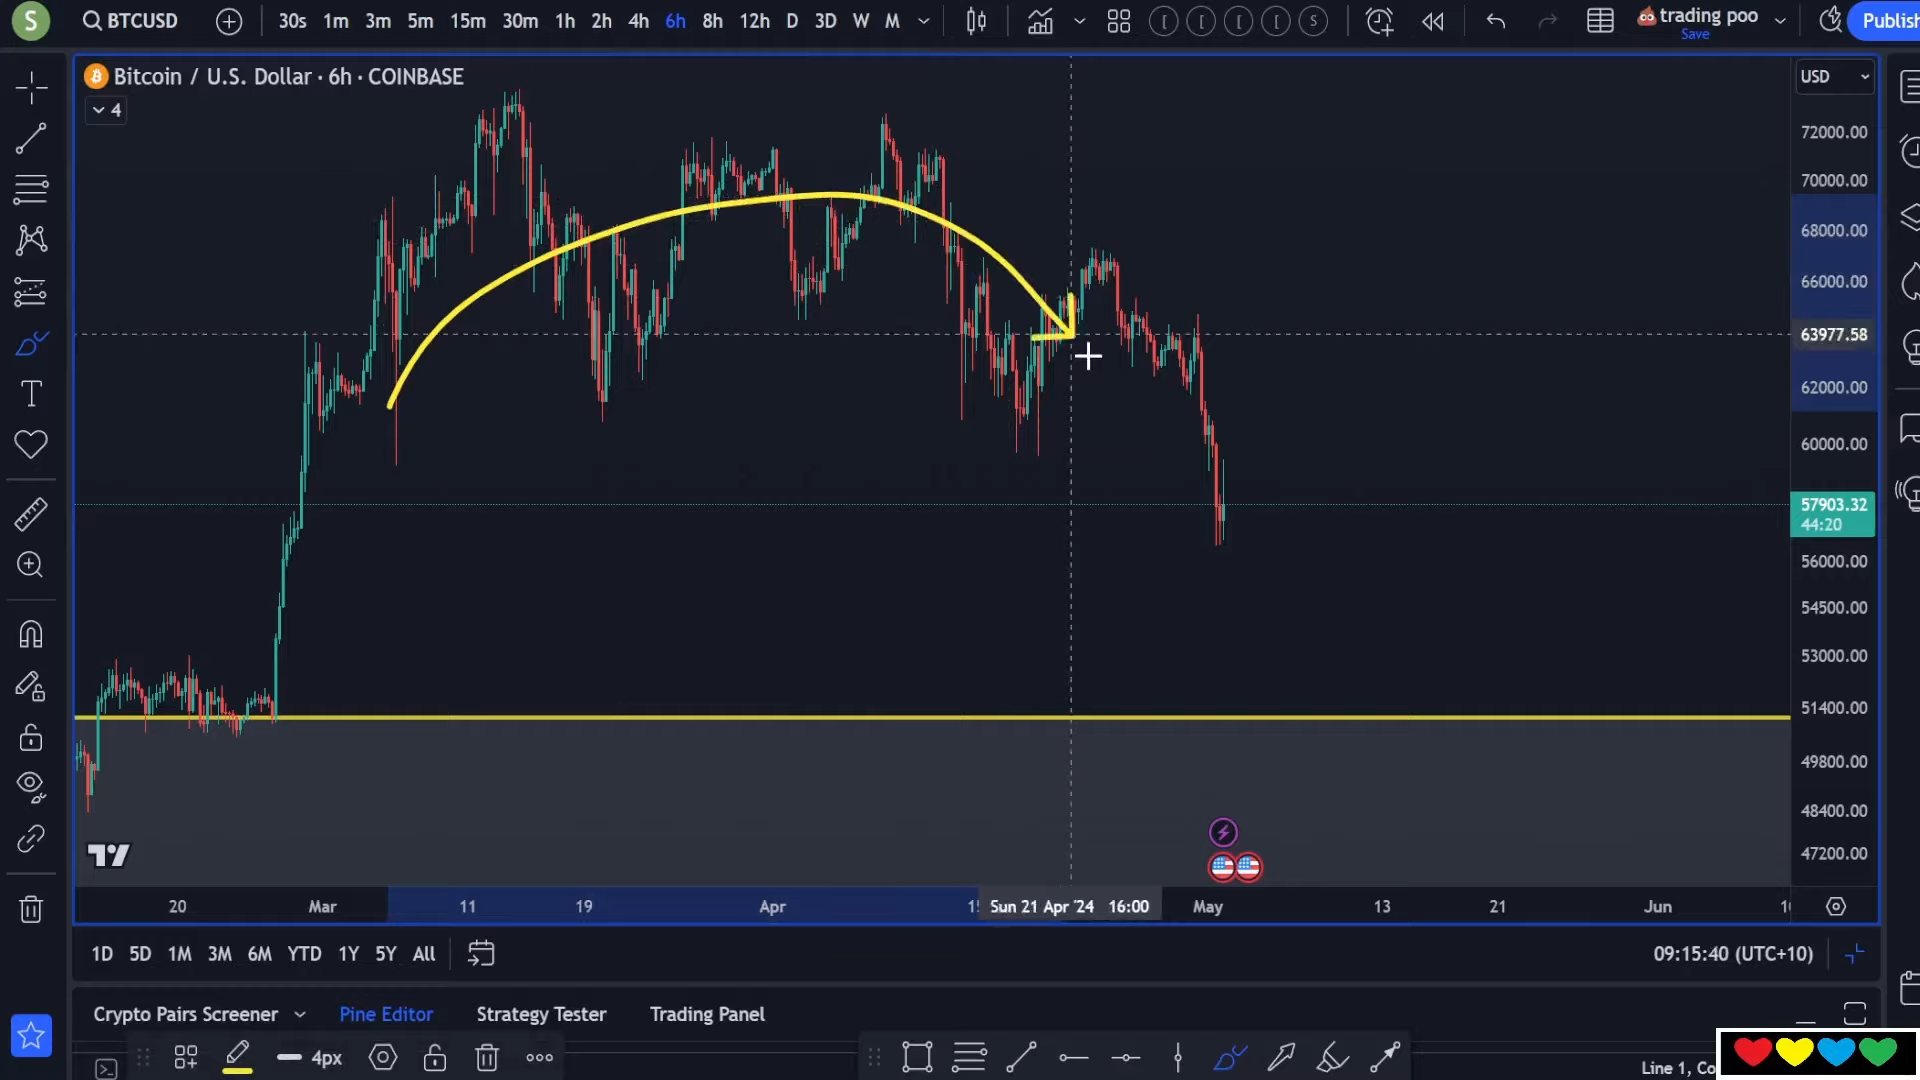 S
BTCUSD
30s 1m 3m 5m 15m 30m 1h 2h 4h 6h 8h 12h D 3D W M
S
trading poo
Save
Publish
Bitcoin / U.S. Dollar · 6h · COINBASE
4
USD
72000.00
70000.00
68000.00
66000.00
63977.58
62000.00
60000.00
57903.32
44:20
56000.00
54500.00
53000.00
51400.00
49800.00
48400.00
47200.00
20 Mar 11 19 Apr Sun 21 Apr '24 16:00 May 13 21 Jun
1D 5D 1M 3M 6M YTD 1Y 5Y All
09:15:40 (UTC+10)
Crypto Pairs Screener Pine Editor Strategy Tester Trading Panel
4px
Line 1, Co